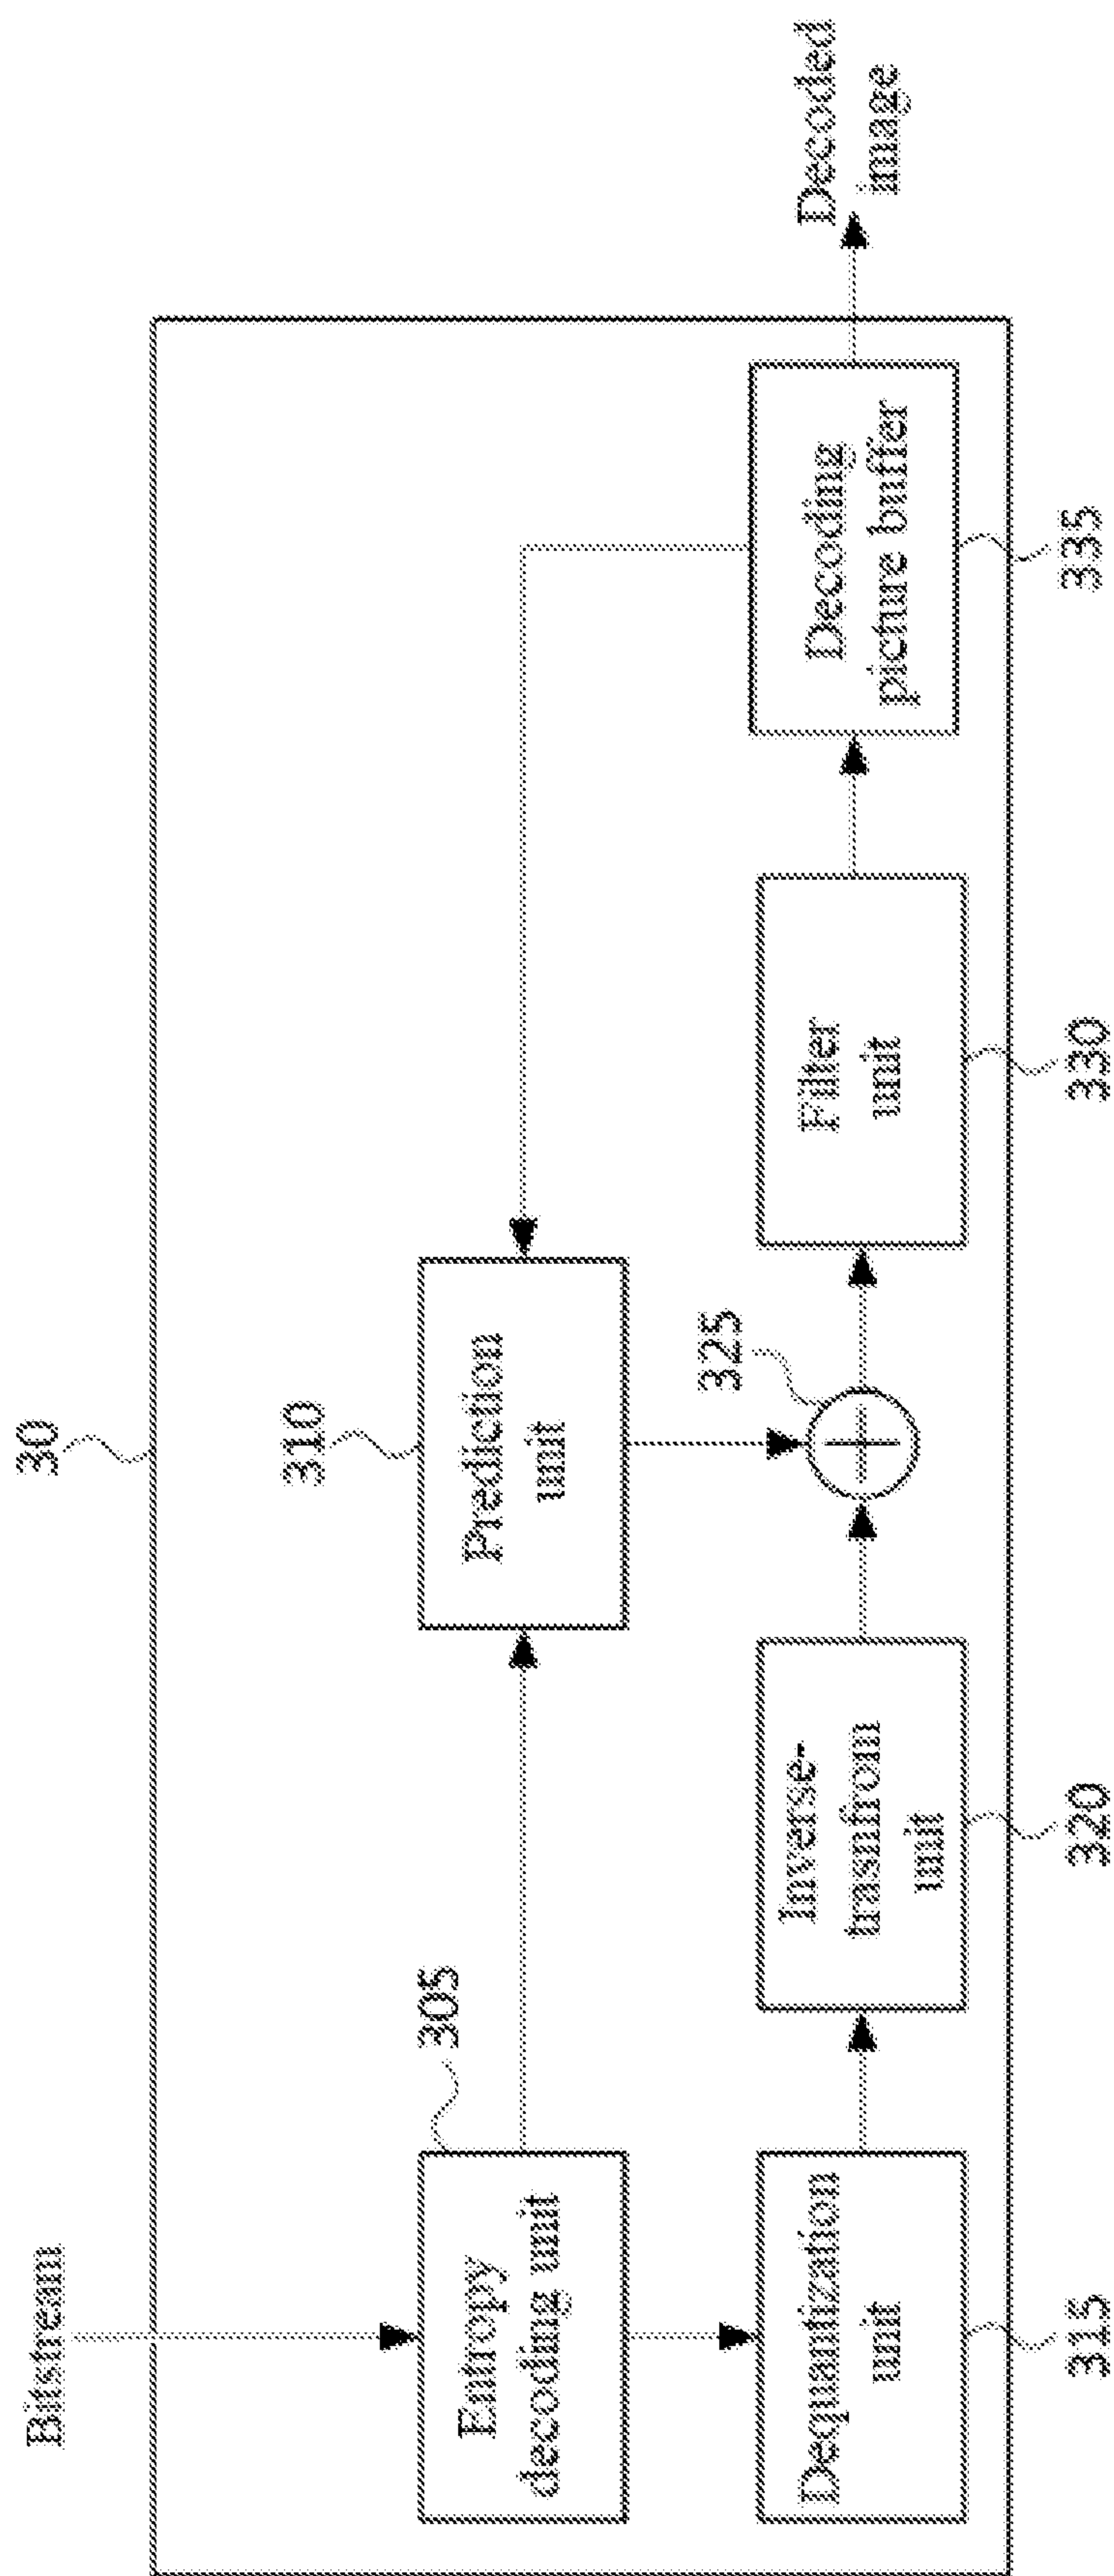 Bitstream
30
305
Entropy
decoding unit
310
Prediction
unit
325
Dequantization
unit
315
Inverse-
trasnfrom
unit
320
Filter
unit
330
Decoding
picture buffer
335
Decoded
image